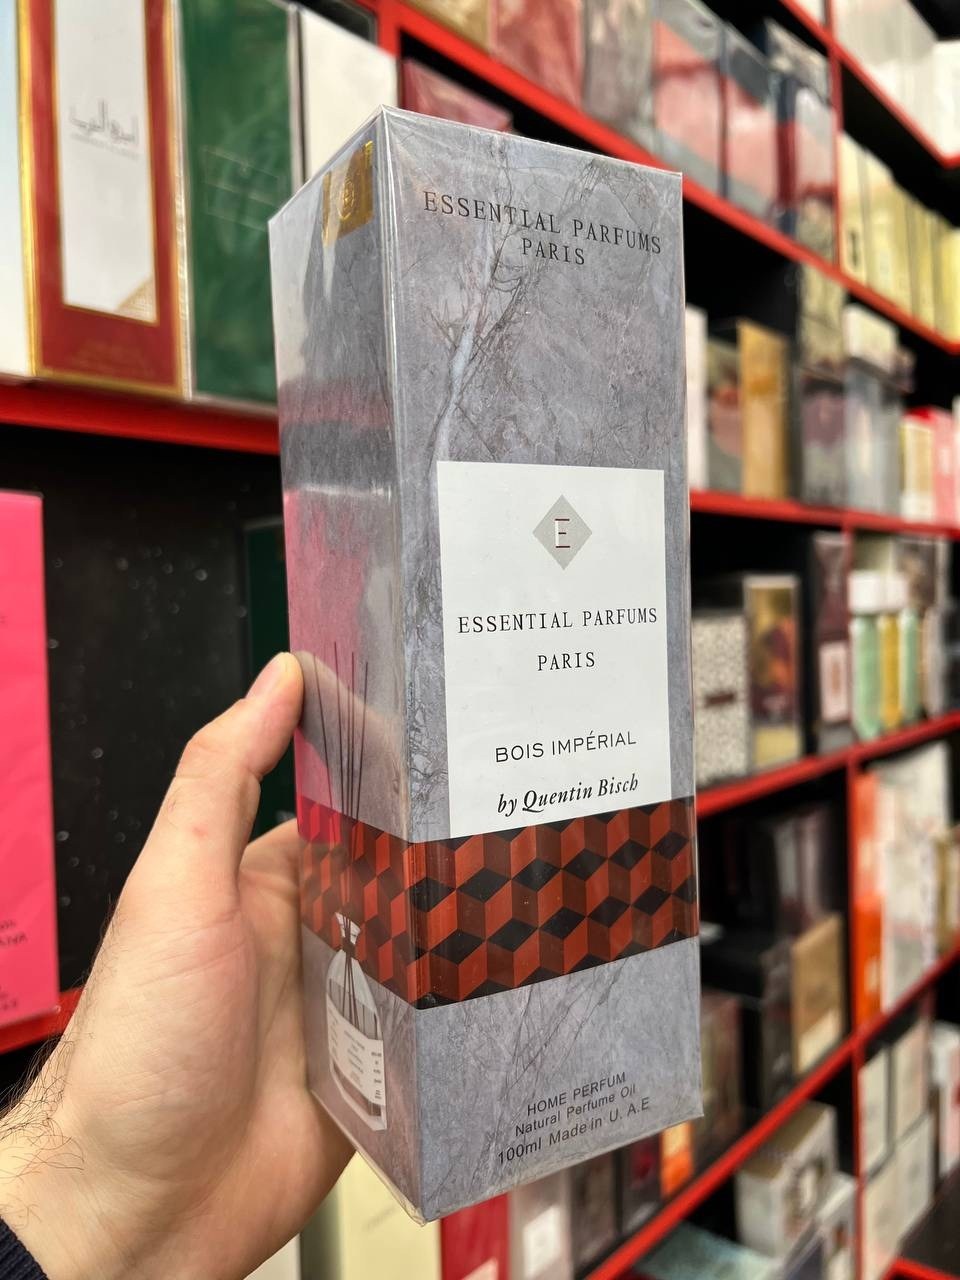 ESSENTIAL PARFUMS
PARIS
E
ESSENTIAL PARFUMS
PARIS
BOIS IMPÉRIAL
by Quentin Bisch
HOME PERFUM
Natural Perfume Oil
100ml Made in U. A.E